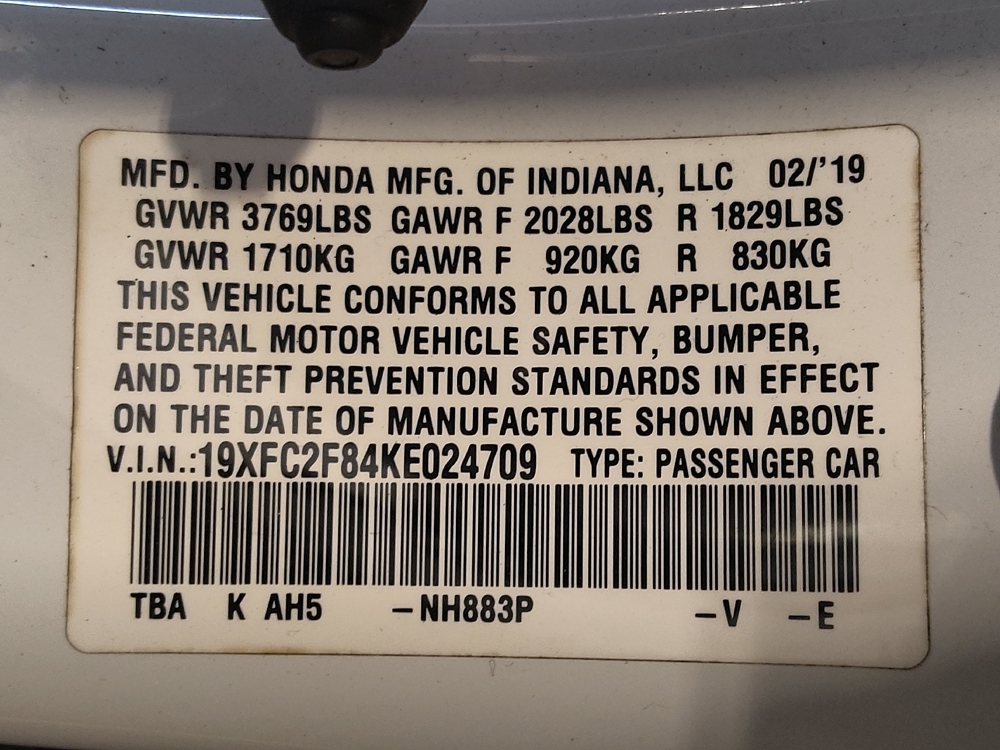 MFD. BY HONDA MFG. OF INDIANA, LLC 02/'19
GVWR 3769LBS GAWR F 2028LBS R 1829LBS
GVWR 1710KG GAWR F 920KG R 830KG
THIS VEHICLE CONFORMS TO ALL APPLICABLE
FEDERAL MOTOR VEHICLE SAFETY, BUMPER,
AND THEFT PREVENTION STANDARDS IN EFFECT
ON THE DATE OF MANUFACTURE SHOWN ABOVE.
V.I.N.:19XFC2F84KE024709 TYPE: PASSENGER CAR
TBA K AH5 –NH883P –V –E